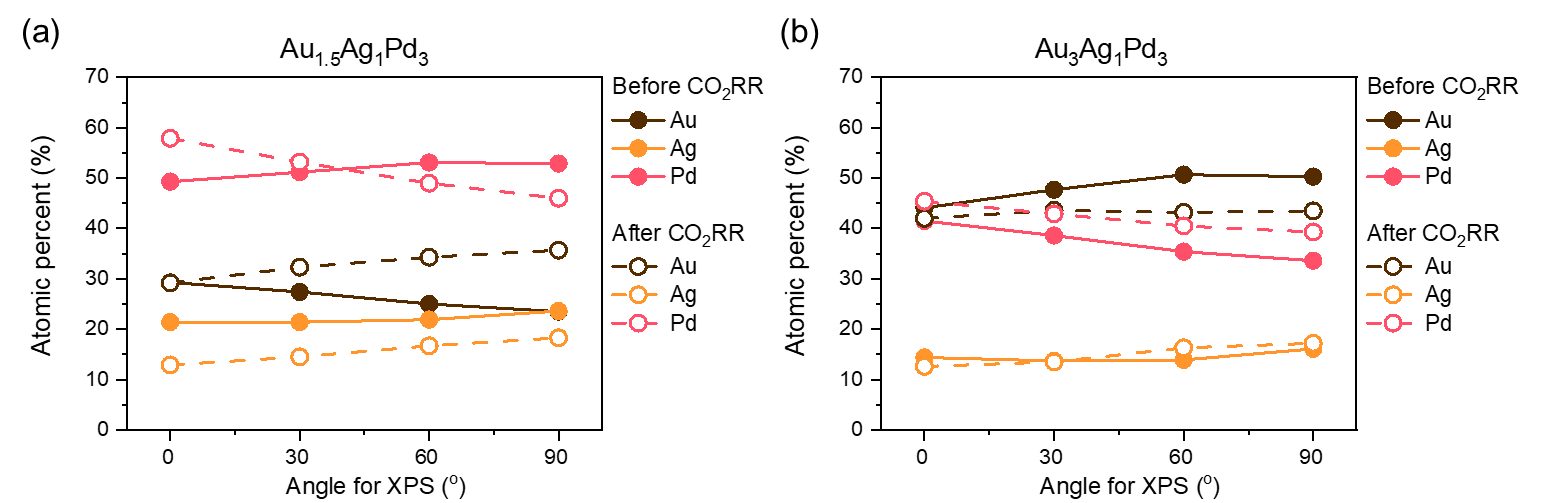 (a)
Au1.5Ag1Pd3
70
60
50
40
30
20
10
0
Atomic percent (%)
0 30 60 90
Angle for XPS (o)
Before CO2RR
Au
Ag
Pd
After CO2RR
Au
Ag
Pd
(b)
Au3Ag1Pd3
70
60
50
40
30
20
10
0
Atomic percent (%)
0 30 60 90
Angle for XPS (o)
Before CO2RR
Au
Ag
Pd
After CO2RR
Au
Ag
Pd